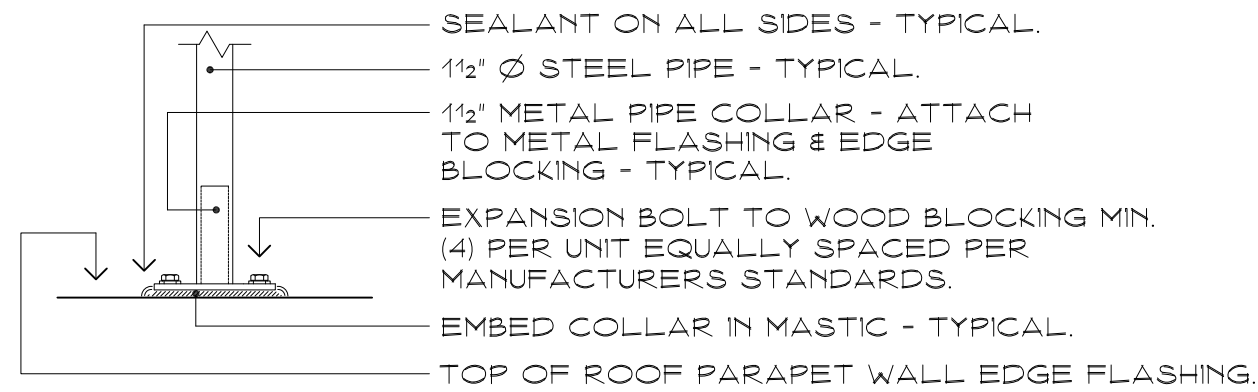 SEALANT ON ALL SIDES - TYPICAL.
1½" Ø STEEL PIPE - TYPICAL.
1½" METAL PIPE COLLAR - ATTACH
TO METAL FLASHING & EDGE
BLOCKING - TYPICAL.
EXPANSION BOLT TO WOOD BLOCKING MIN.
(4) PER UNIT EQUALLY SPACED PER
MANUFACTURERS STANDARDS.
EMBED COLLAR IN MASTIC - TYPICAL.
TOP OF ROOF PARAPET WALL EDGE FLASHING.